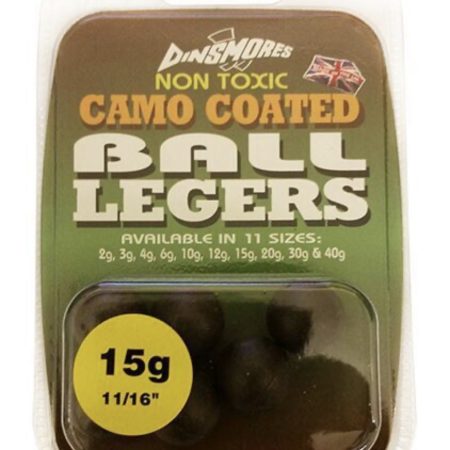 DINSMORES
NON TOXIC
CAMO COATED
BALL
LEGERS
AVAILABLE IN 11 SIZES:
2g, 3g, 4g, 6g, 10g, 12g, 15g, 20g, 30g & 40g
15g
11/16"